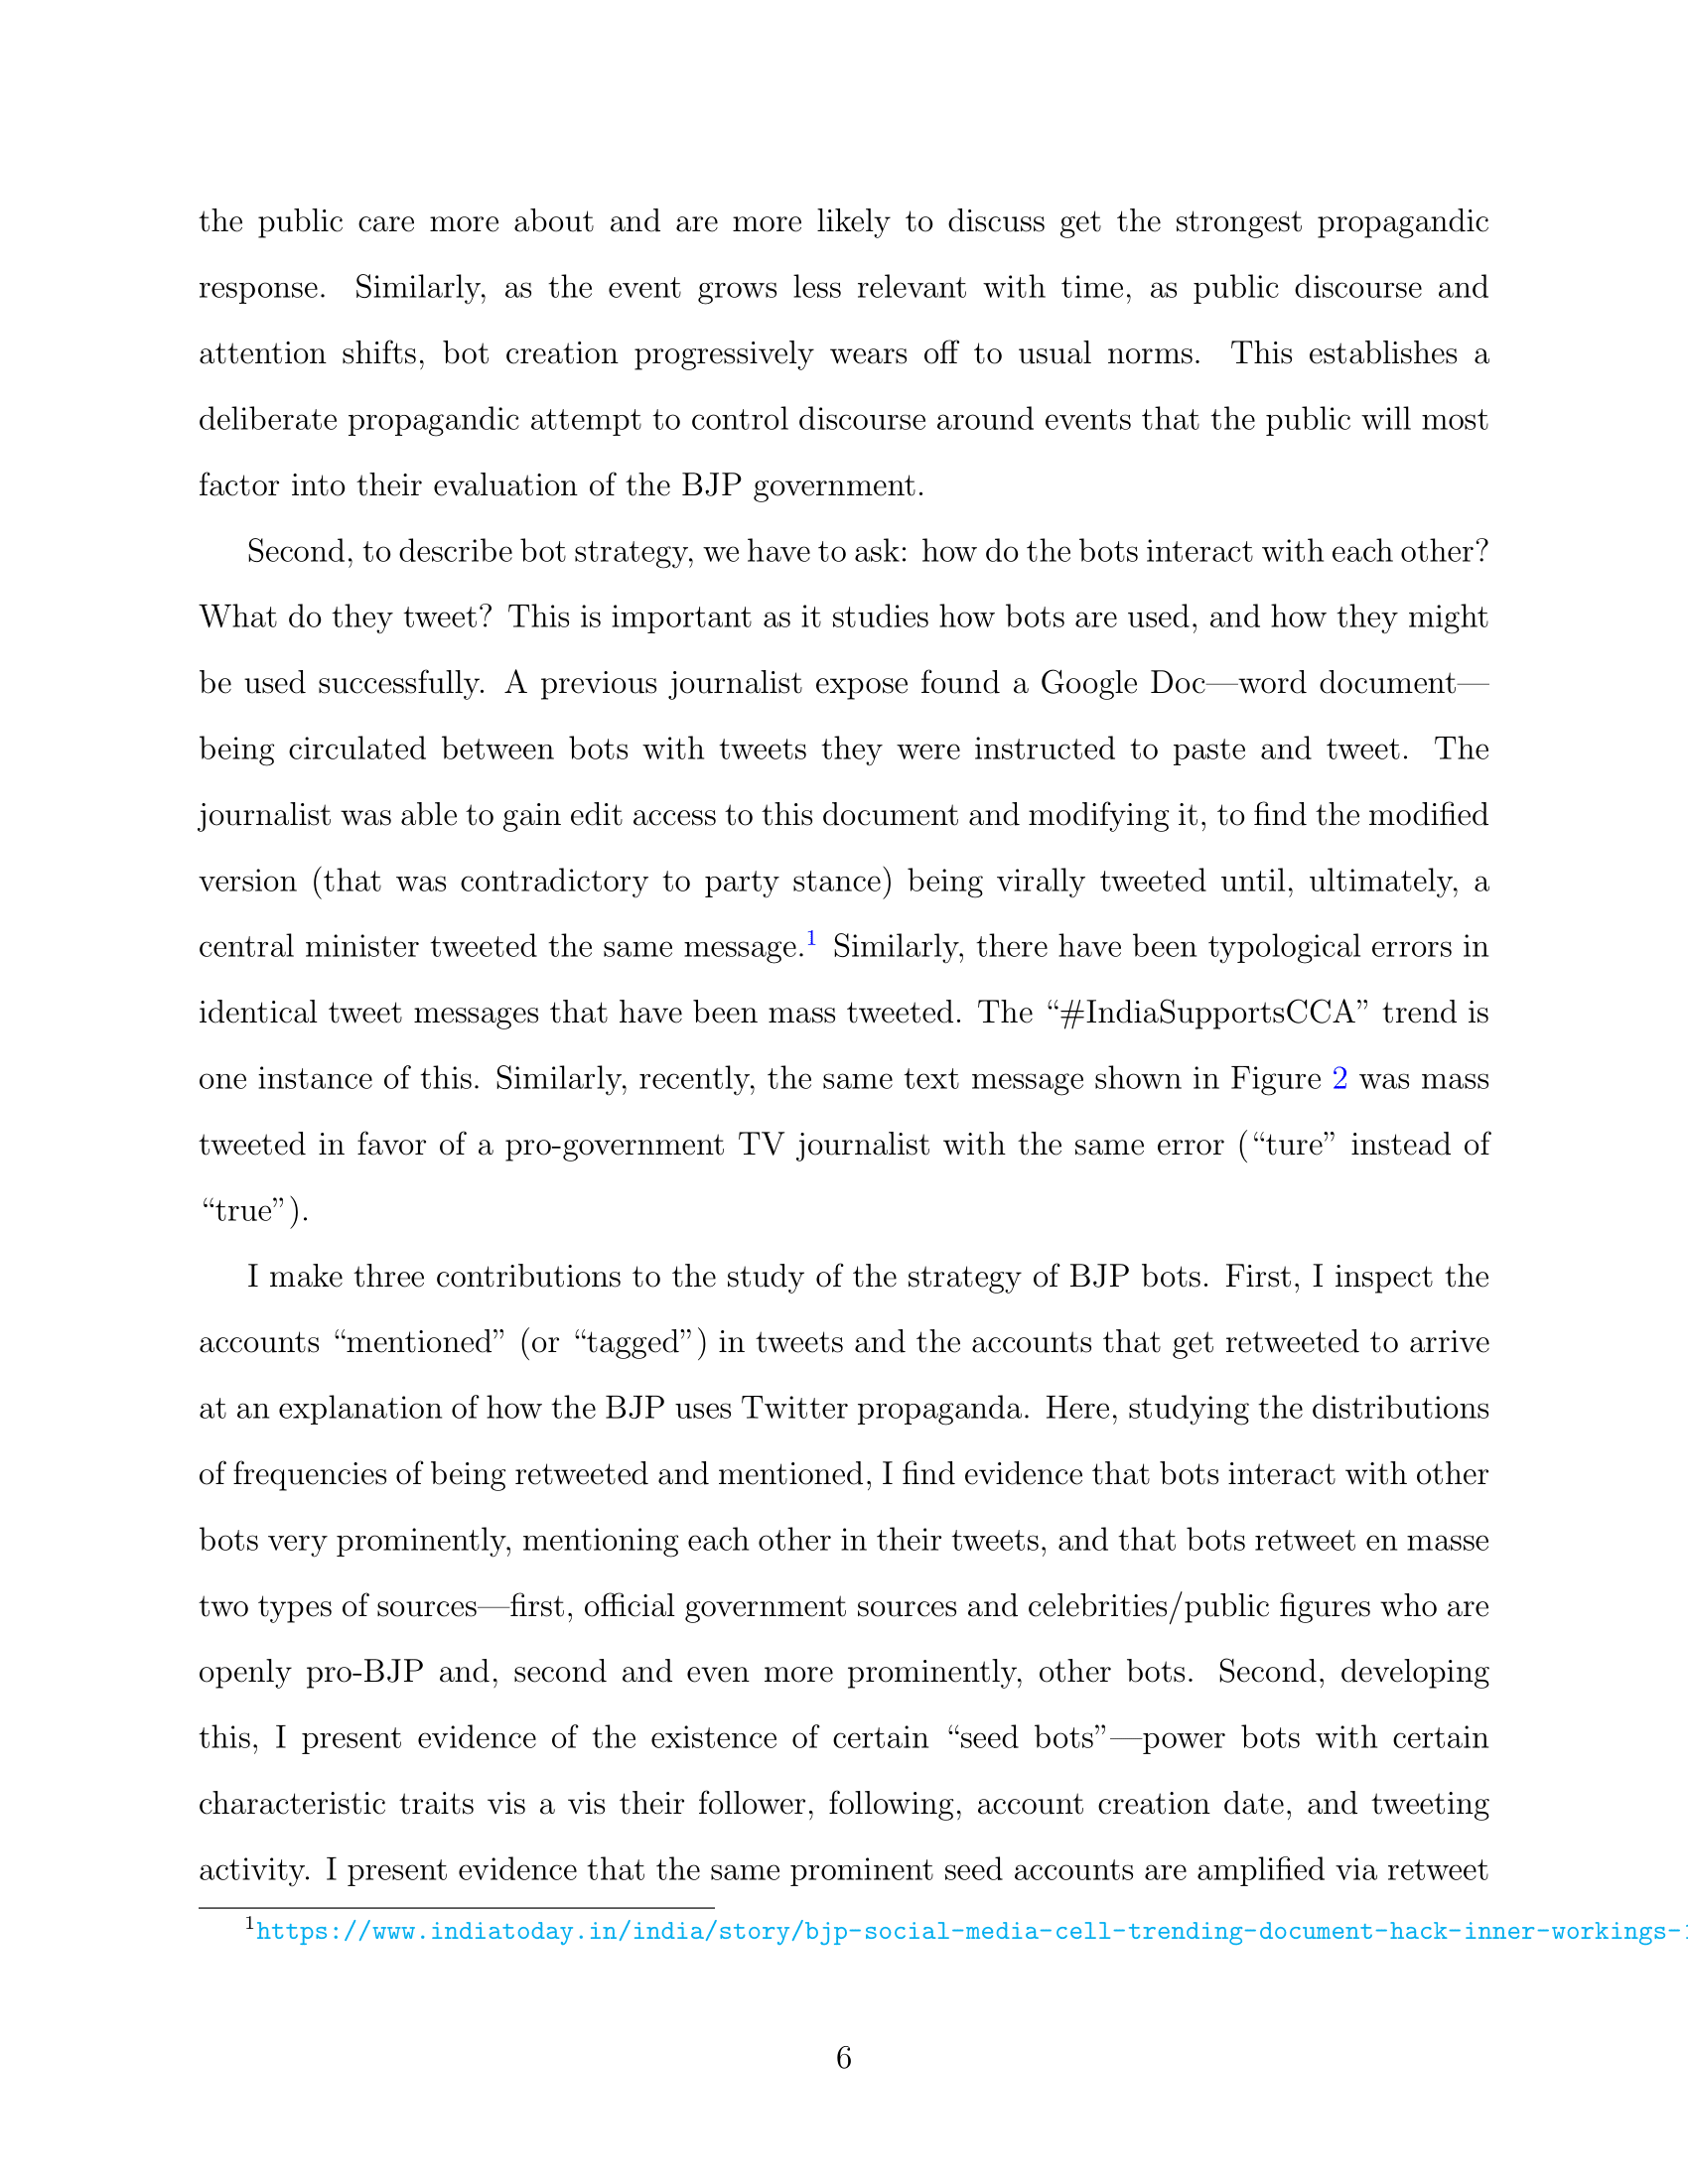 the public care more about and are more likely to discuss get the strongest propagandic
response. Similarly, as the event grows less relevant with time, as public discourse and
attention shifts, bot creation progressively wears off to usual norms. This establishes a
deliberate propagandic attempt to control discourse around events that the public will most
factor into their evaluation of the BJP government.
Second, to describe bot strategy, we have to ask: how do the bots interact with each other?
What do they tweet? This is important as it studies how bots are used, and how they might
be used successfully. A previous journalist expose found a Google Doc—word document—
being circulated between bots with tweets they were instructed to paste and tweet. The
journalist was able to gain edit access to this document and modifying it, to find the modified
version (that was contradictory to party stance) being virally tweeted until, ultimately, a
central minister tweeted the same message.1 Similarly, there have been typological errors in
identical tweet messages that have been mass tweeted. The “#IndiaSupportsCCA” trend is
one instance of this. Similarly, recently, the same text message shown in Figure 2 was mass
tweeted in favor of a pro-government TV journalist with the same error (“ture” instead of
“true”).
I make three contributions to the study of the strategy of BJP bots. First, I inspect the
accounts “mentioned” (or “tagged”) in tweets and the accounts that get retweeted to arrive
at an explanation of how the BJP uses Twitter propaganda. Here, studying the distributions
of frequencies of being retweeted and mentioned, I find evidence that bots interact with other
bots very prominently, mentioning each other in their tweets, and that bots retweet en masse
two types of sources—first, official government sources and celebrities/public figures who are
openly pro-BJP and, second and even more prominently, other bots. Second, developing
this, I present evidence of the existence of certain “seed bots”—power bots with certain
characteristic traits vis a vis their follower, following, account creation date, and tweeting
activity. I present evidence that the same prominent seed accounts are amplified via retweet
1https://www.indiatoday.in/india/story/bjp-social-media-cell-trending-document-hack-inner-workings-
6